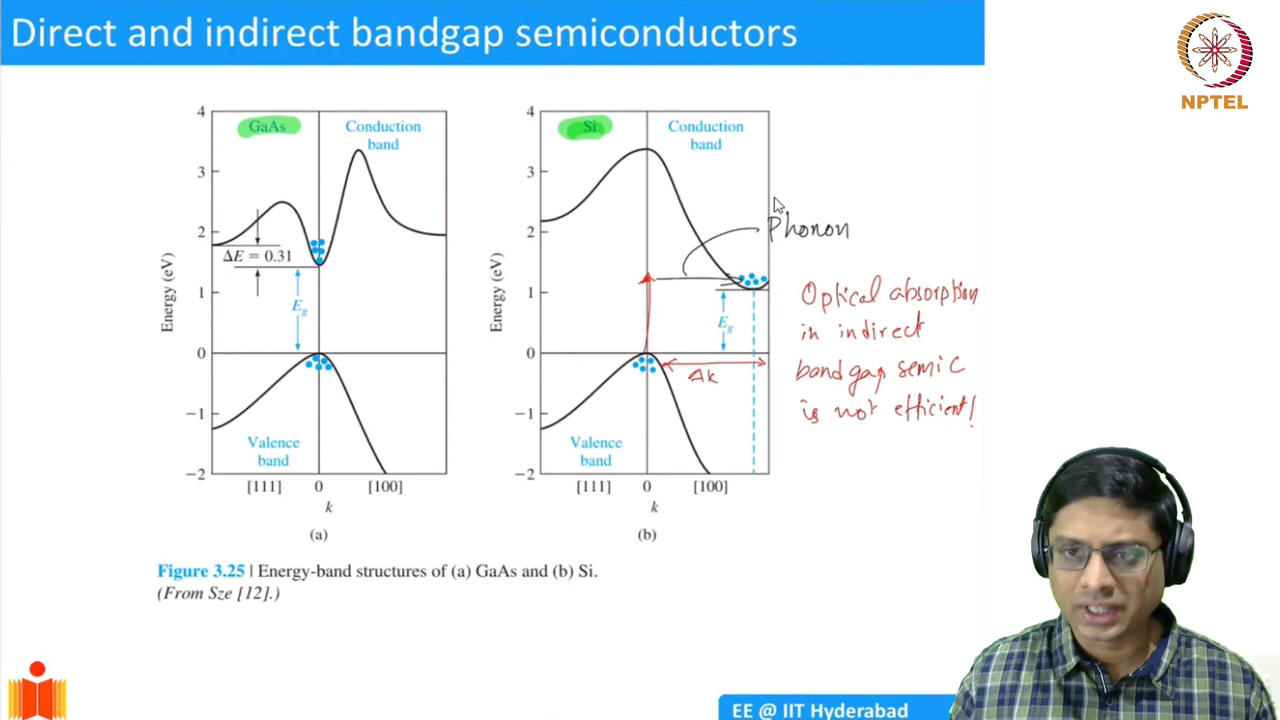 Direct and indirect bandgap semiconductors
NPTEL
GaAs
Conduction
band
4
3
2
1
0
−1
−2
Energy (eV)
ΔE = 0.31
Eg
Valence
band
[111] 0 [100]
k
(a)
Si
Conduction
band
4
3
2
1
0
−1
−2
Energy (eV)
Eg
Δk
Valence
band
[111] 0 [100]
k
(b)
Phonon
Optical absorption
in indirect
bandgap semic
is not efficient!
Figure 3.25 | Energy-band structures of (a) GaAs and (b) Si.
(From Sze [12].)
EE @ IIT Hyderabad